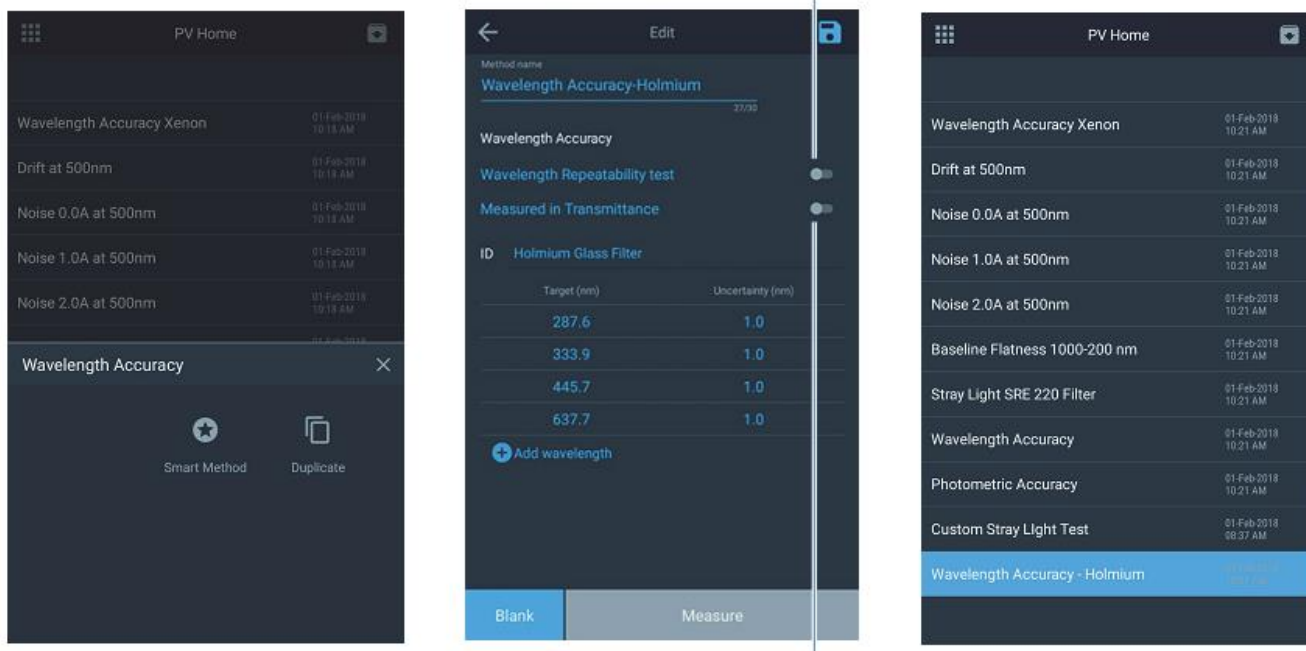 PV Home
Wavelength Accuracy Xenon
01-Feb-2018
10:18 AM
Drift at 500nm
01-Feb-2018
10:18 AM
Noise 0.0A at 500nm
01-Feb-2018
10:18 AM
Noise 1.0A at 500nm
01-Feb-2018
10:18 AM
Noise 2.0A at 500nm
01-Feb-2018
10:18 AM
01-Feb-2018
Wavelength Accuracy
Smart Method Duplicate
Edit
Method name
Wavelength Accuracy-Holmium
27/30
Wavelength Accuracy
Wavelength Repeatability test
Measured in Transmittance
ID Holmium Glass Filter
Target (nm) Uncertainty (nm)
287.6 1.0
333.9 1.0
445.7 1.0
637.7 1.0
Add wavelength
Blank Measure
PV Home
Wavelength Accuracy Xenon
01-Feb-2018
10:21 AM
Drift at 500nm
01-Feb-2018
10:21 AM
Noise 0.0A at 500nm
01-Feb-2018
10:21 AM
Noise 1.0A at 500nm
01-Feb-2018
10:21 AM
Noise 2.0A at 500nm
01-Feb-2018
10:21 AM
Baseline Flatness 1000-200 nm
01-Feb-2018
10:21 AM
Stray Light SRE 220 Filter
01-Feb-2018
10:21 AM
Wavelength Accuracy
01-Feb-2018
10:21 AM
Photometric Accuracy
01-Feb-2018
10:21 AM
Custom Stray LIght Test
01-Feb-2018
08:37 AM
Wavelength Accuracy - Holmium